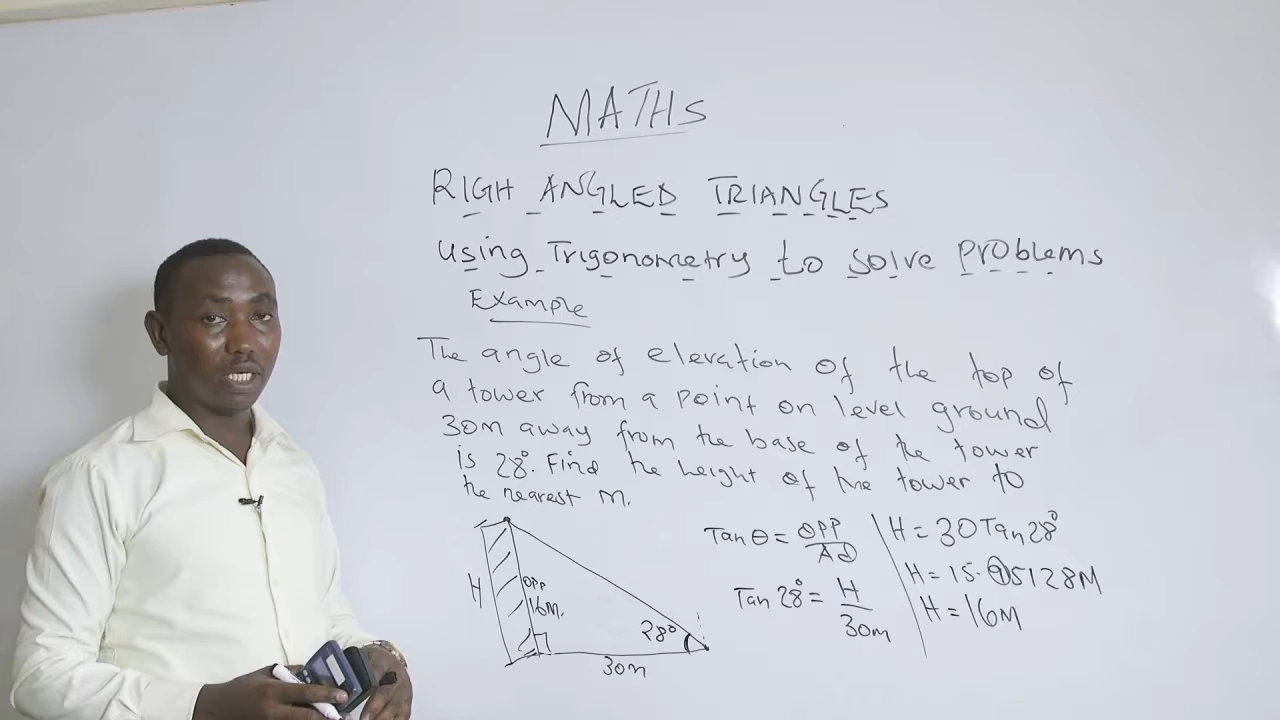 MATHS
RIGH ANGLED TRIANGLES
Using Trigonometry to solve problems
Example
The angle of elevation of the top of
a tower from a point on level ground
30m away from the base of the tower
is 28°. Find the height of the tower to
the nearest M.
H
OPP
16M.
28°
30m
Tan θ = OPP
Ad
Tan 28° = H
30m
H = 30Tan28°
H = 15.95128M
H = 16M